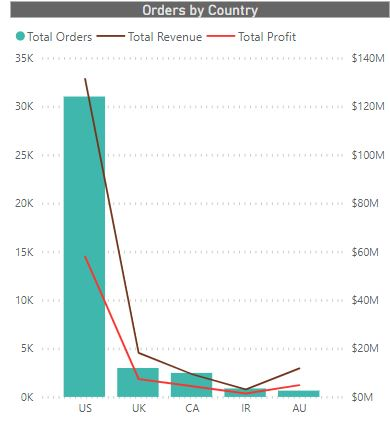 Orders by Country
Total Orders Total Revenue Total Profit
35K $140M
30K $120M
25K $100M
20K $80M
15K $60M
10K $40M
5K $20M
0K $0M
US UK CA IR AU